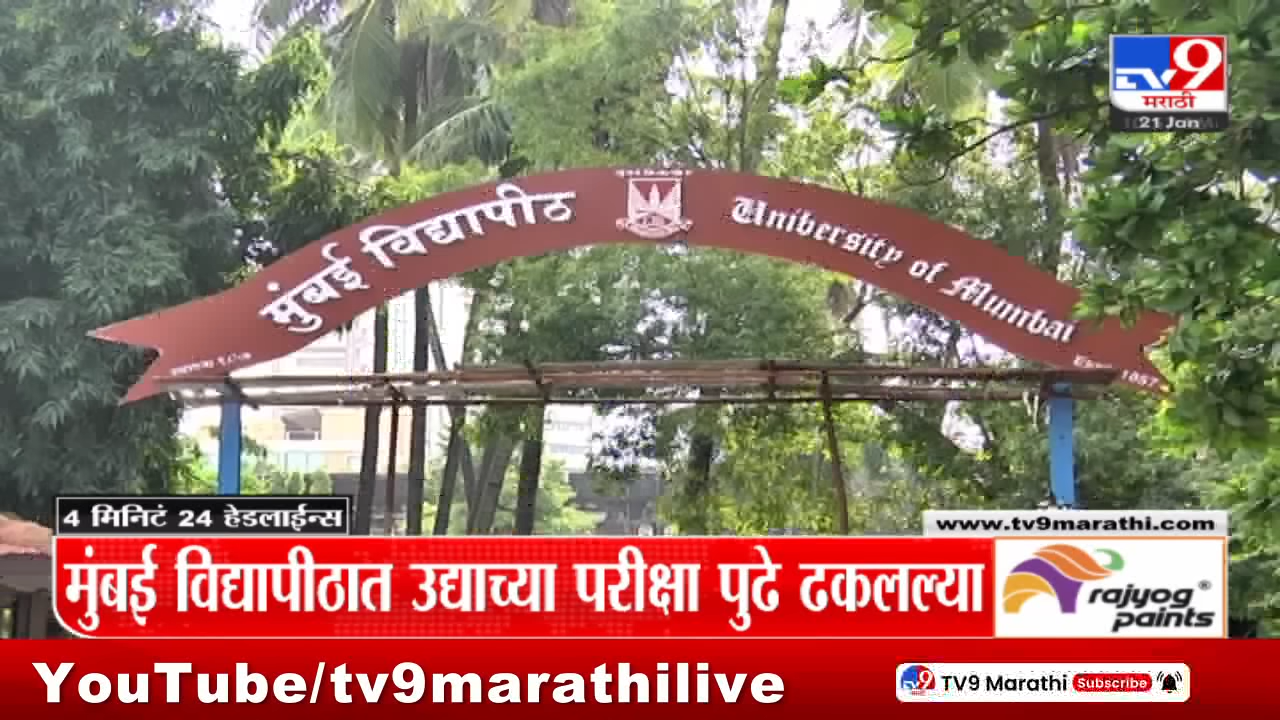 TV9
मराठी
21 Jan
मुंबई विद्यापीठ
University of Mumbai
4 मिनिटं 24 हेडलाईन्स
www.tv9marathi.com
मुंबई विद्यापीठात उद्याच्या परीक्षा पुढे ढकलल्या
rajyog®
paints
YouTube/tv9marathilive
TV9 TV9 Marathi Subscribe